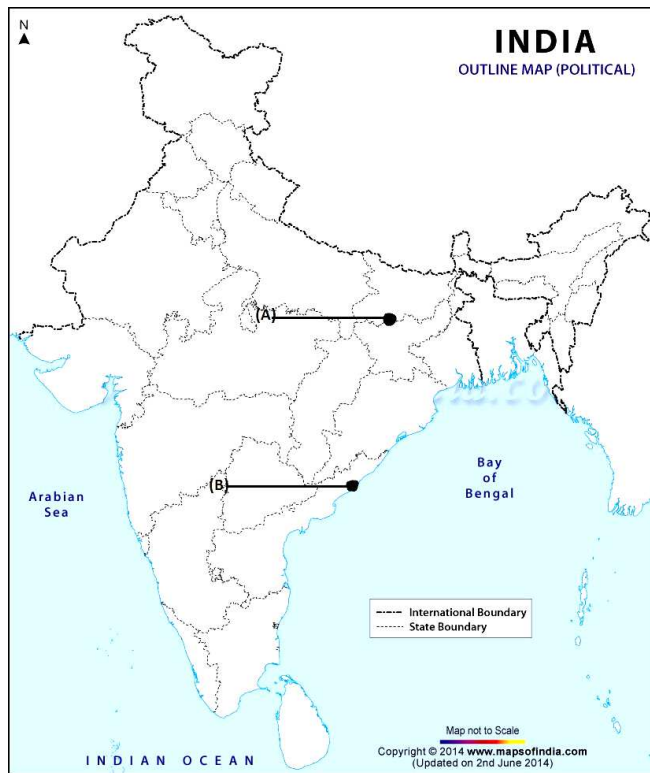 N
INDIA
OUTLINE MAP (POLITICAL)
(A)
(B)
Arabian
Sea
Bay
of
Bengal
International Boundary
State Boundary
Map not to Scale
Copyright © 2014 www.mapsofindia.com
(Updated on 2nd June 2014)
INDIAN OCEAN